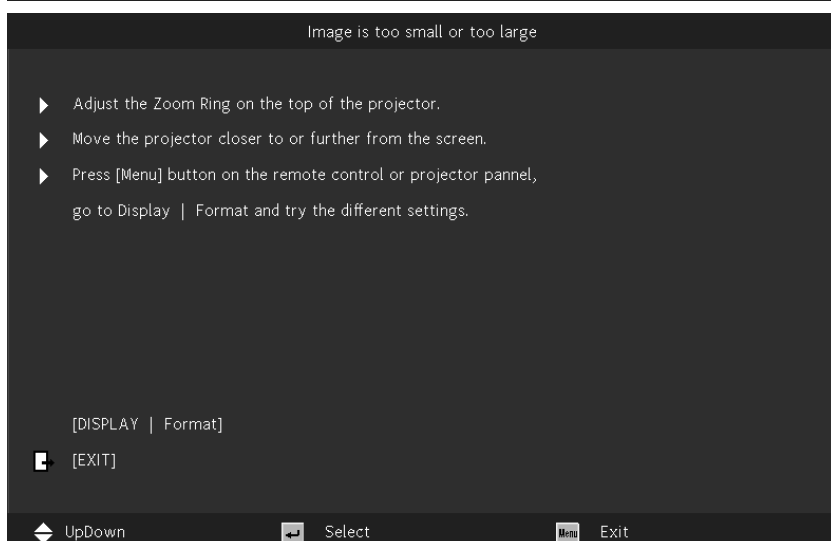 Image is too small or too large
Adjust the Zoom Ring on the top of the projector.
Move the projector closer to or further from the screen.
Press [Menu] button on the remote control or projector pannel,
go to Display | Format and try the different settings.
[DISPLAY | Format]
[EXIT]
UpDown Select Menu Exit